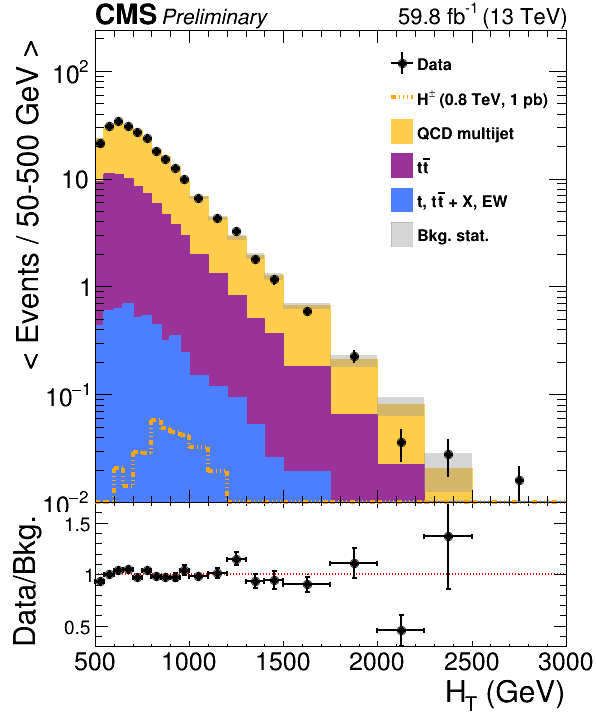 CMS Preliminary 59.8 fb⁻¹ (13 TeV)
< Events / 50-500 GeV >
10²
10
1
10⁻¹
10⁻²
Data
H± (0.8 TeV, 1 pb)
QCD multijet
tt̅
t, tt̅ + X, EW
Bkg. stat.
Data/Bkg.
1.5
1
0.5
500 1000 1500 2000 2500 3000
H_T (GeV)